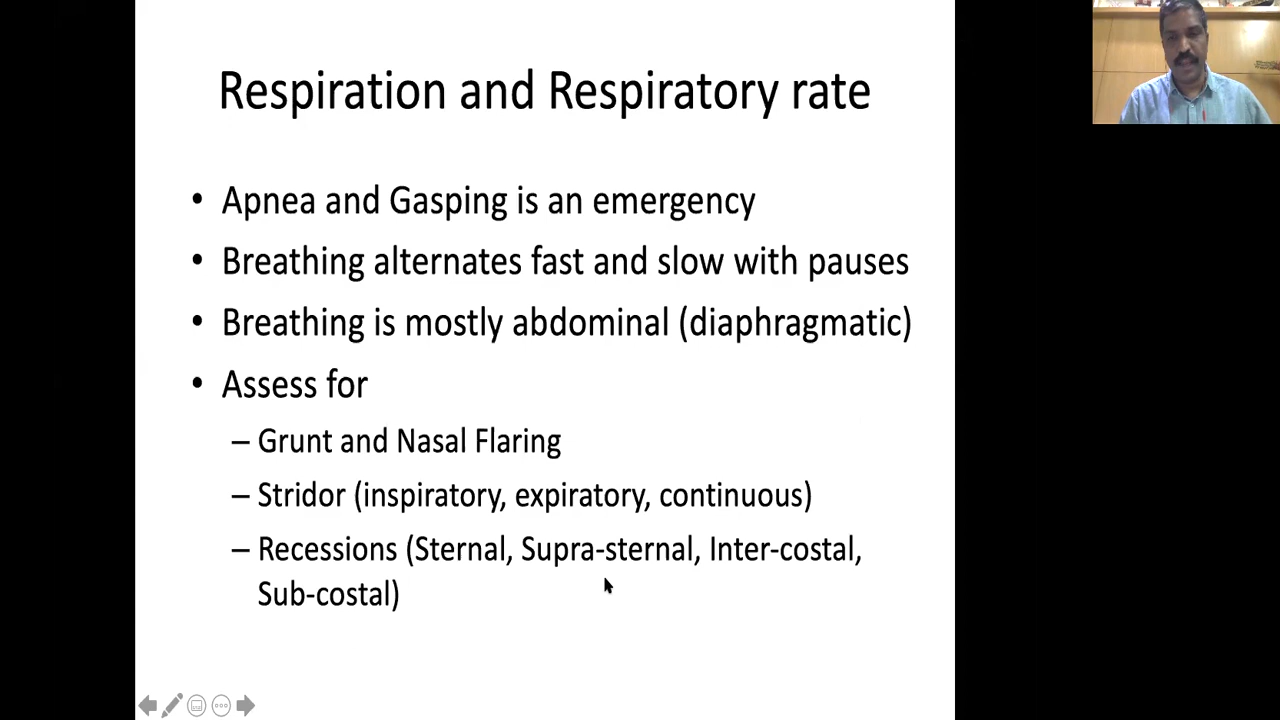 Respiration and Respiratory rate
• Apnea and Gasping is an emergency
• Breathing alternates fast and slow with pauses
• Breathing is mostly abdominal (diaphragmatic)
• Assess for
– Grunt and Nasal Flaring
– Stridor (inspiratory, expiratory, continuous)
– Recessions (Sternal, Supra-sternal, Inter-costal,
Sub-costal)